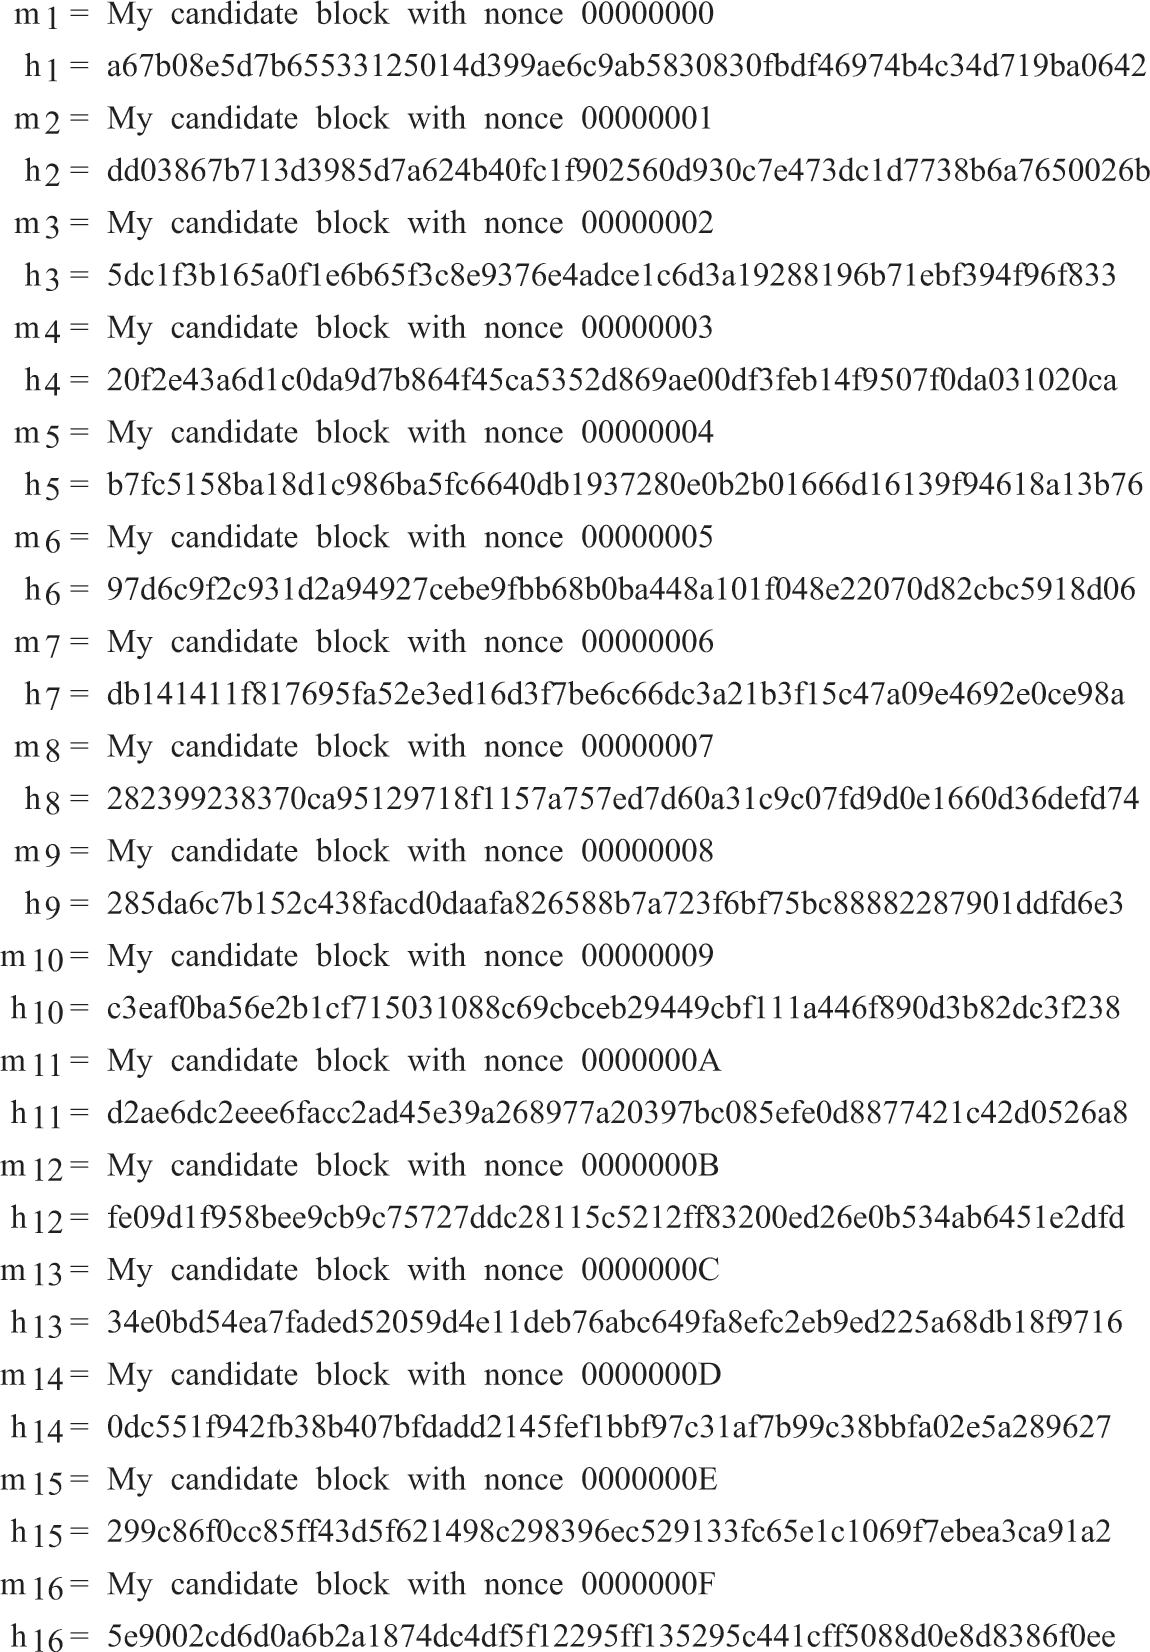 m1 = My candidate block with nonce 00000000
h1 = a67b08e5d7b65533125014d399ae6c9ab5830830fbdf46974b4c34d719ba0642
m2 = My candidate block with nonce 00000001
h2 = dd03867b713d3985d7a624b40fc1f902560d930c7e473dc1d7738b6a7650026b
m3 = My candidate block with nonce 00000002
h3 = 5dc1f3b165a0f1e6b65f3c8e9376e4adce1c6d3a19288196b71ebf394f96f833
m4 = My candidate block with nonce 00000003
h4 = 20f2e43a6d1c0da9d7b864f45ca5352d869ae00df3feb14f9507f0da031020ca
m5 = My candidate block with nonce 00000004
h5 = b7fc5158ba18d1c986ba5fc6640db1937280e0b2b01666d16139f94618a13b76
m6 = My candidate block with nonce 00000005
h6 = 97d6c9f2c931d2a94927cebe9fbb68b0ba448a101f048e22070d82cbc5918d06
m7 = My candidate block with nonce 00000006
h7 = db141411f817695fa52e3ed16d3f7be6c66dc3a21b3f15c47a09e4692e0ce98a
m8 = My candidate block with nonce 00000007
h8 = 282399238370ca95129718f1157a757ed7d60a31c9c07fd9d0e1660d36defd74
m9 = My candidate block with nonce 00000008
h9 = 285da6c7b152c438facd0daafa826588b7a723f6bf75bc88882287901ddfd6e3
m10 = My candidate block with nonce 00000009
h10 = c3eaf0ba56e2b1cf715031088c69cbceb29449cbf111a446f890d3b82dc3f238
m11 = My candidate block with nonce 0000000A
h11 = d2ae6dc2eee6facc2ad45e39a268977a20397bc085efe0d8877421c42d0526a8
m12 = My candidate block with nonce 0000000B
h12 = fe09d1f958bee9cb9c75727ddc28115c5212ff83200ed26e0b534ab6451e2dfd
m13 = My candidate block with nonce 0000000C
h13 = 34e0bd54ea7faded52059d4e11deb76abc649fa8efc2eb9ed225a68db18f9716
m14 = My candidate block with nonce 0000000D
h14 = 0dc551f942fb38b407bfdadd2145fef1bbf97c31af7b99c38bbfa02e5a289627
m15 = My candidate block with nonce 0000000E
h15 = 299c86f0cc85ff43d5f621498c298396ec529133fc65e1c1069f7ebea3ca91a2
m16 = My candidate block with nonce 0000000F
h16 = 5e9002cd6d0a6b2a1874dc4df5f12295ff135295c441cff5088d0e8d8386f0ee